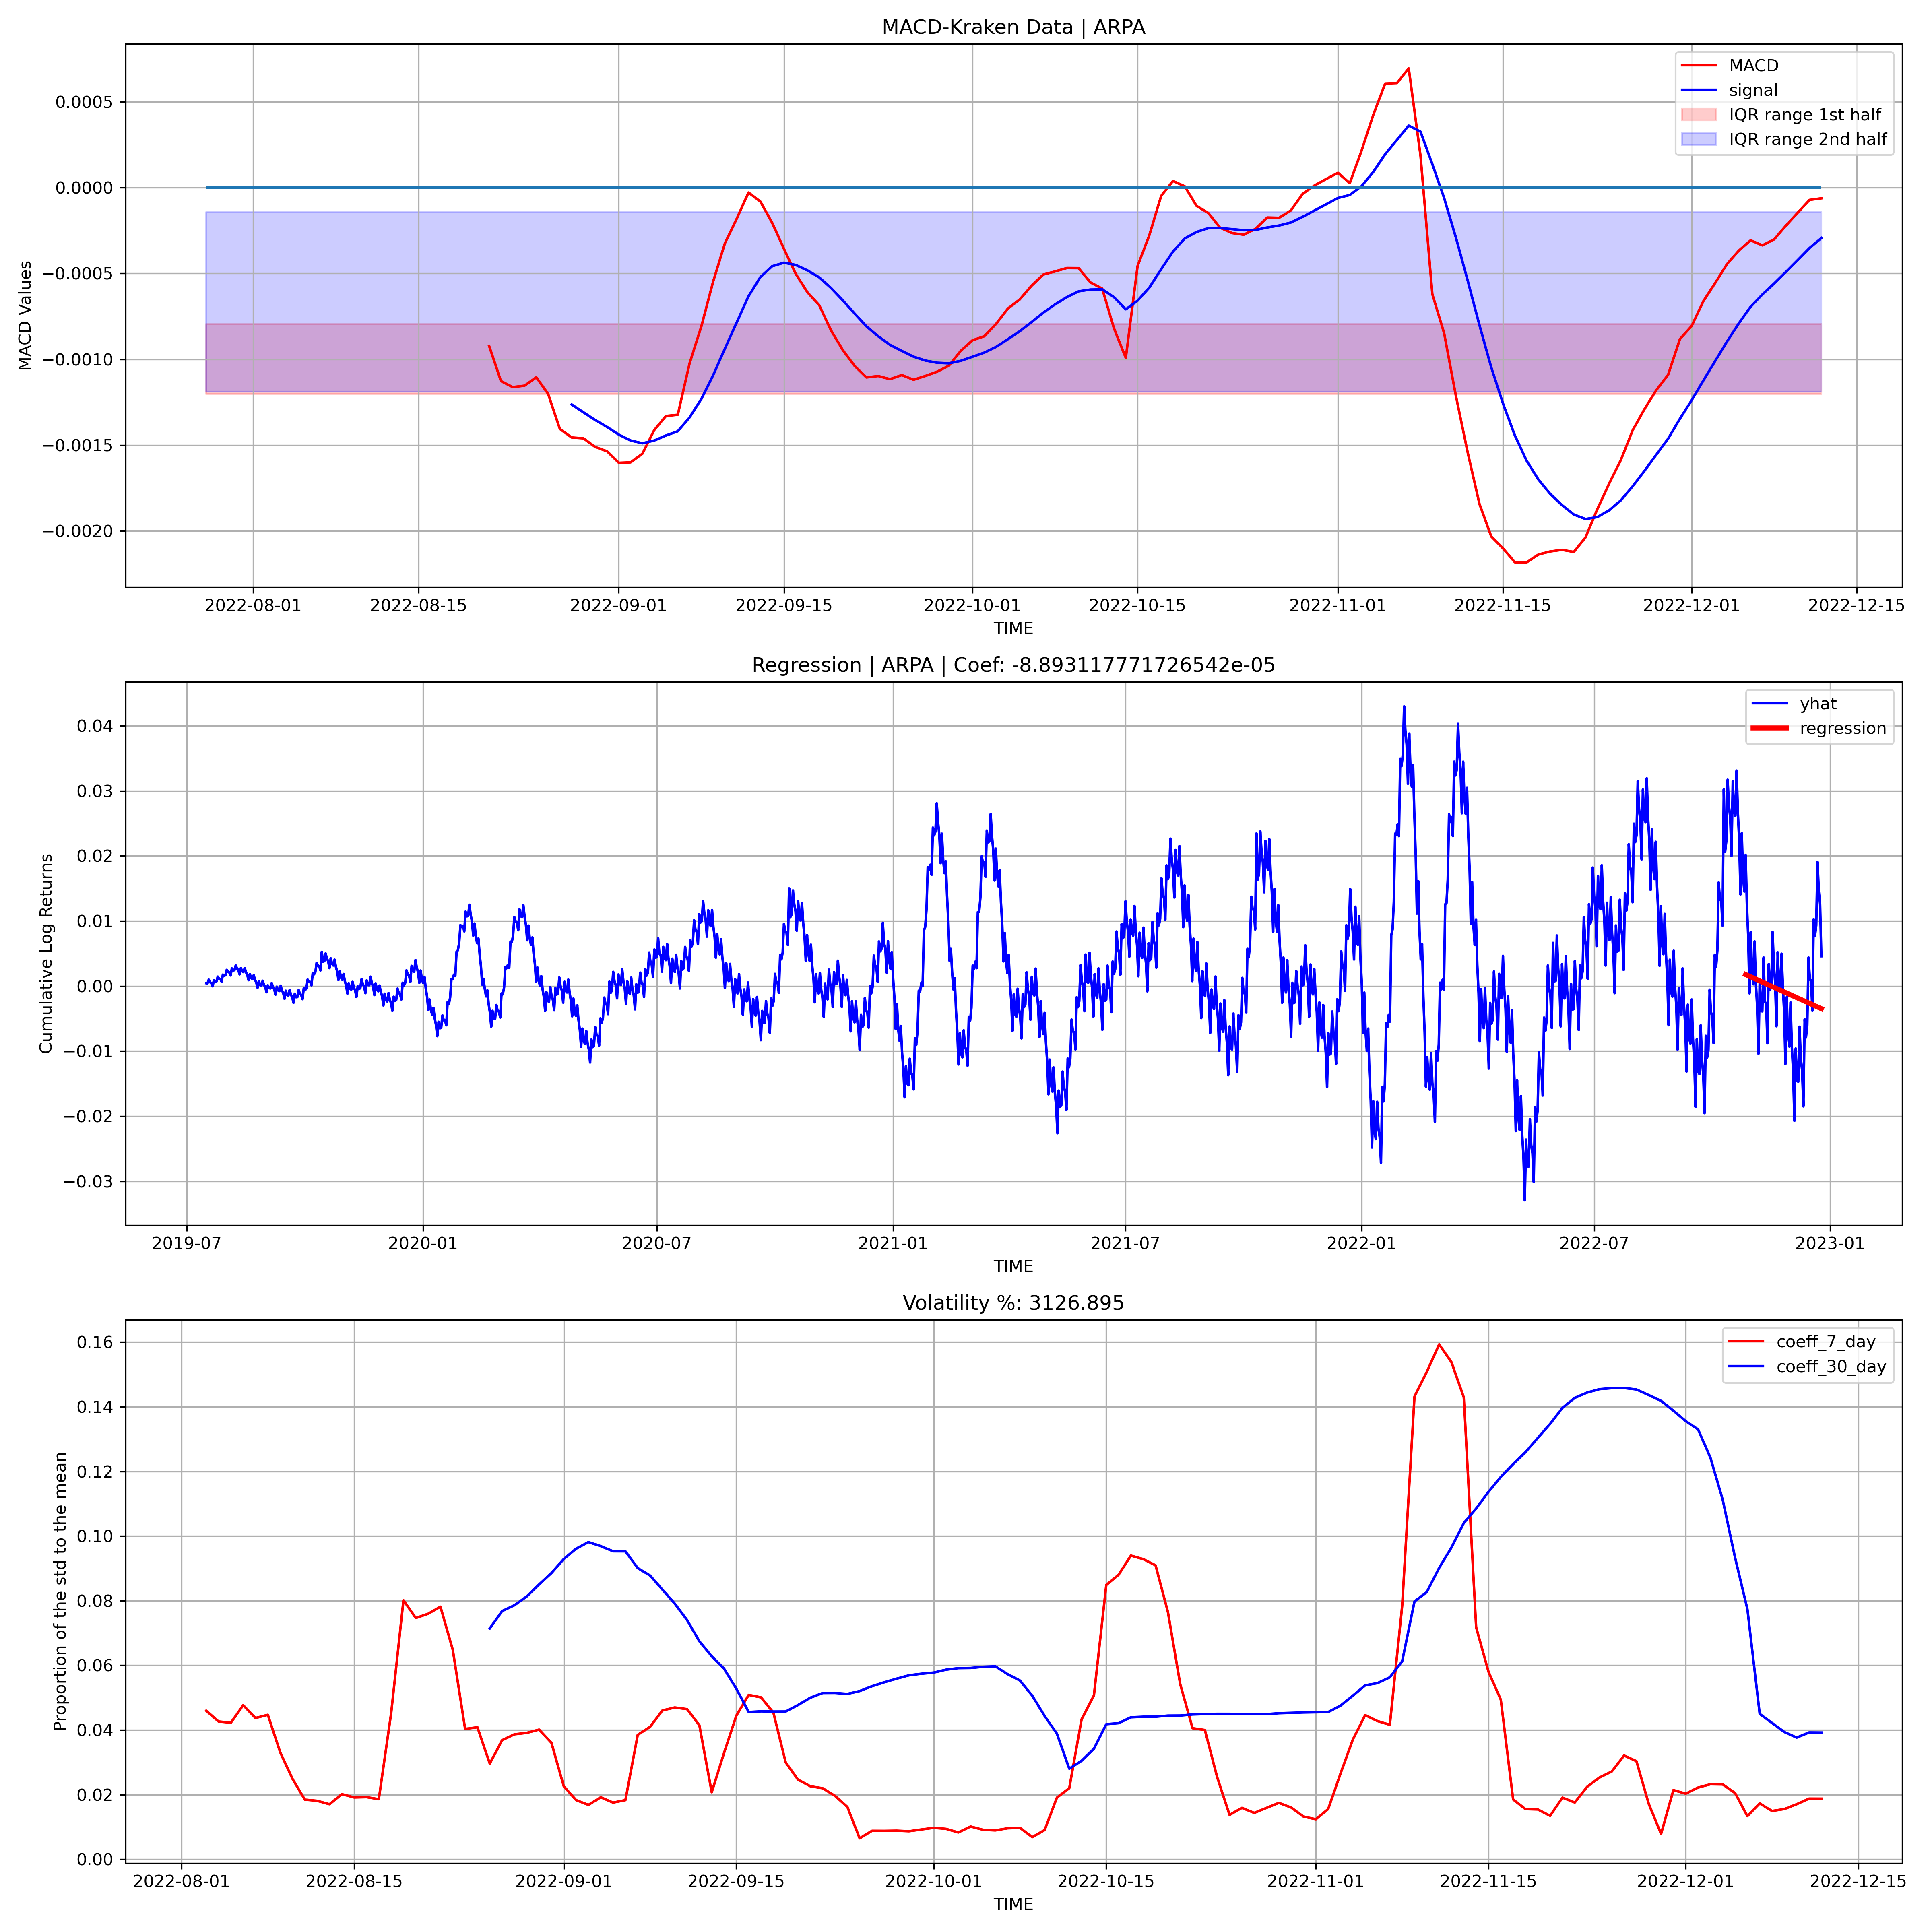 MACD-Kraken Data | ARPA
MACD
signal
IQR range 1st half
IQR range 2nd half
0.0005
0.0000
−0.0005
−0.0010
−0.0015
−0.0020
MACD Values
2022-08-01 2022-08-15 2022-09-01 2022-09-15 2022-10-01 2022-10-15 2022-11-01 2022-11-15 2022-12-01 2022-12-15
TIME
Regression | ARPA | Coef: -8.893117771726542e-05
yhat
regression
0.04
0.03
0.02
0.01
0.00
−0.01
−0.02
−0.03
Cumulative Log Returns
2019-07 2020-01 2020-07 2021-01 2021-07 2022-01 2022-07 2023-01
TIME
Volatility %: 3126.895
coeff_7_day
coeff_30_day
0.16
0.14
0.12
0.10
0.08
0.06
0.04
0.02
0.00
Proportion of the std to the mean
2022-08-01 2022-08-15 2022-09-01 2022-09-15 2022-10-01 2022-10-15 2022-11-01 2022-11-15 2022-12-01 2022-12-15
TIME